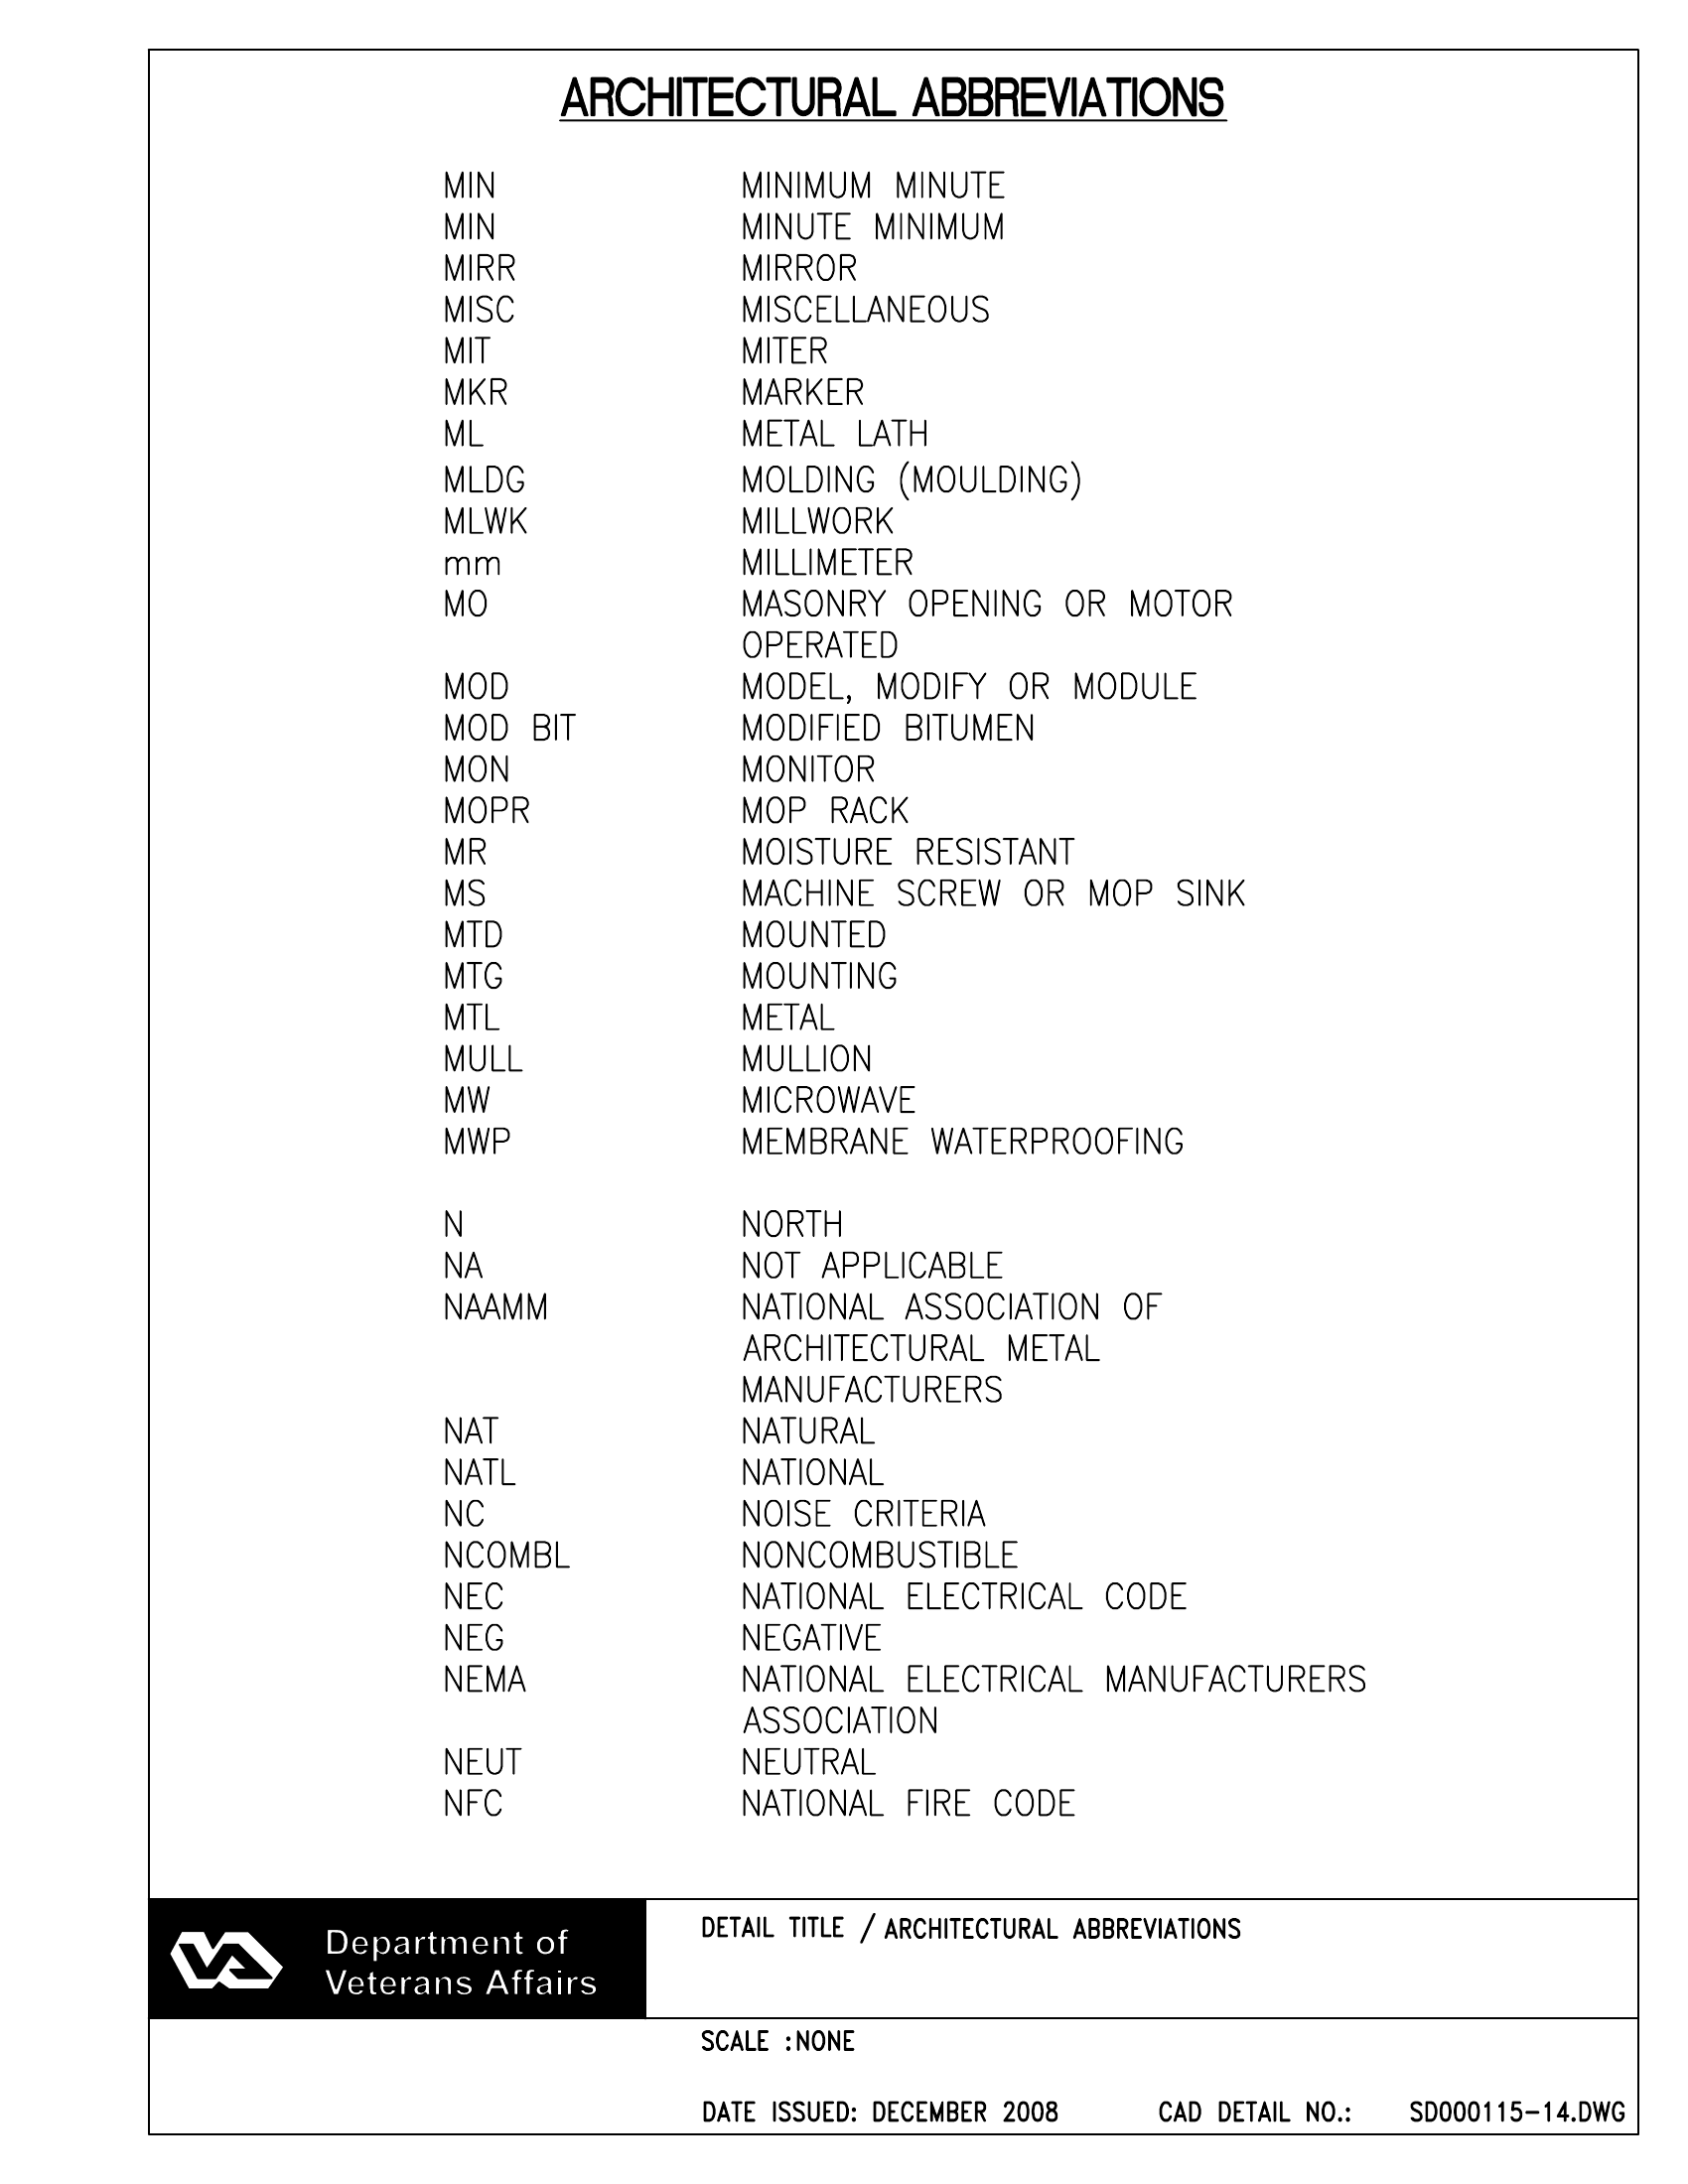 ARCHITECTURAL ABBREVIATIONS
MIN MINIMUM MINUTE
MIN MINUTE MINIMUM
MIRR MIRROR
MISC MISCELLANEOUS
MIT MITER
MKR MARKER
ML METAL LATH
MLDG MOLDING (MOULDING)
MLWK MILLWORK
mm MILLIMETER
MO MASONRY OPENING OR MOTOR
OPERATED
MOD MODEL, MODIFY OR MODULE
MOD BIT MODIFIED BITUMEN
MON MONITOR
MOPR MOP RACK
MR MOISTURE RESISTANT
MS MACHINE SCREW OR MOP SINK
MTD MOUNTED
MTG MOUNTING
MTL METAL
MULL MULLION
MW MICROWAVE
MWP MEMBRANE WATERPROOFING
N NORTH
NA NOT APPLICABLE
NAAMM NATIONAL ASSOCIATION OF
ARCHITECTURAL METAL
MANUFACTURERS
NAT NATURAL
NATL NATIONAL
NC NOISE CRITERIA
NCOMBL NONCOMBUSTIBLE
NEC NATIONAL ELECTRICAL CODE
NEG NEGATIVE
NEMA NATIONAL ELECTRICAL MANUFACTURERS
ASSOCIATION
NEUT NEUTRAL
NFC NATIONAL FIRE CODE
Department of
Veterans Affairs
DETAIL TITLE / ARCHITECTURAL ABBREVIATIONS
SCALE :NONE
DATE ISSUED: DECEMBER 2008 CAD DETAIL NO.: SD000115-14.DWG